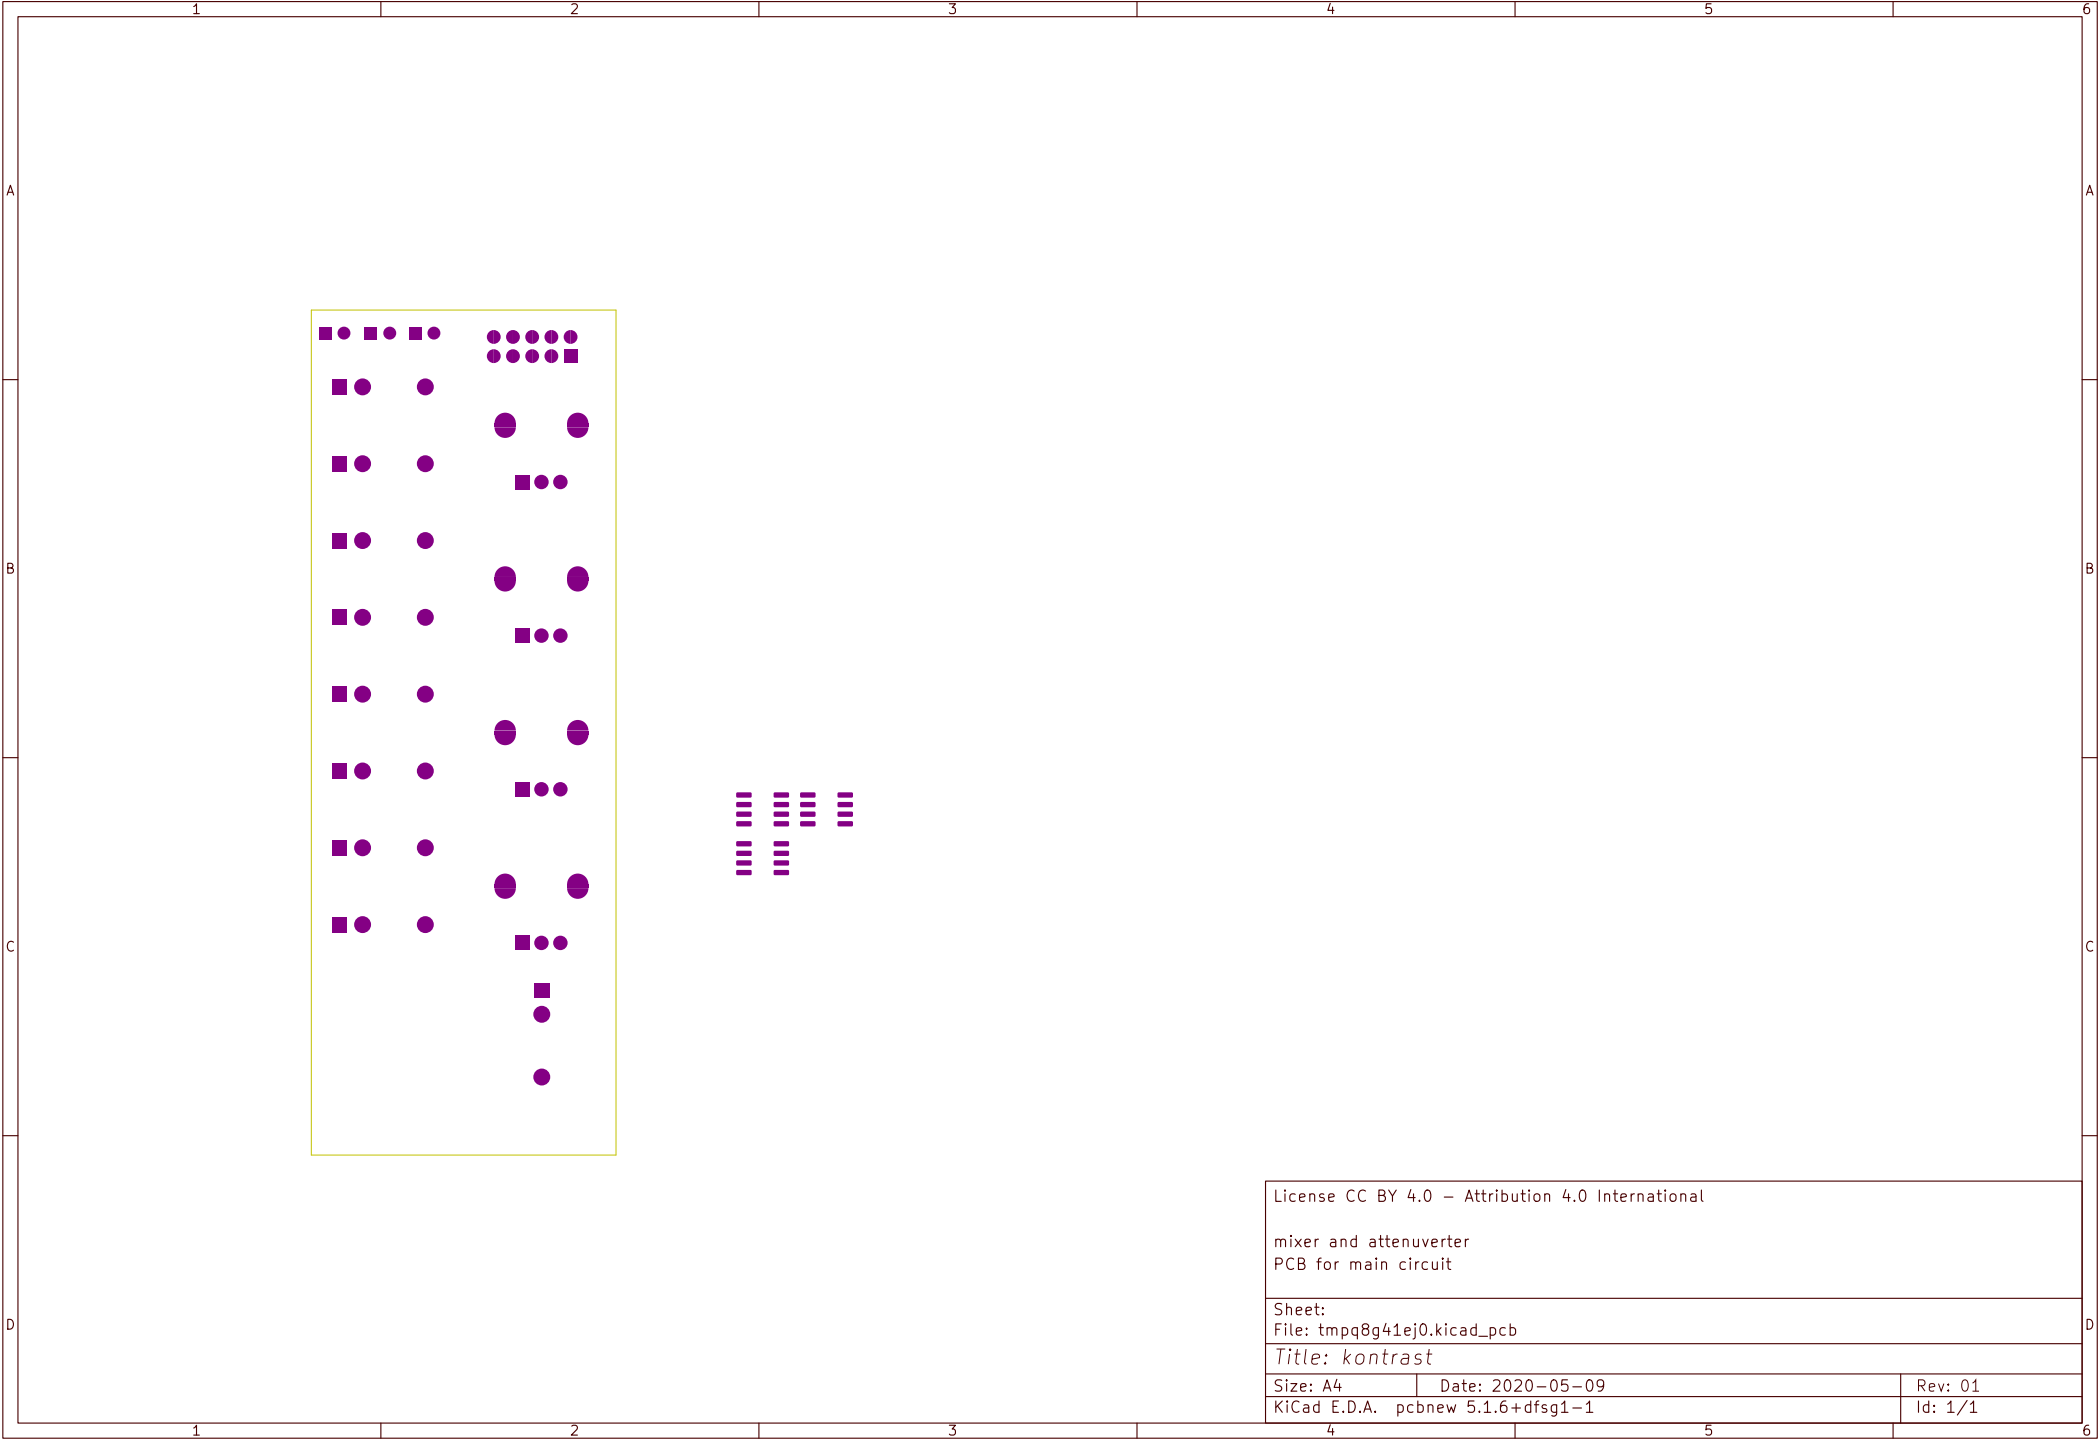 1 2 3 4 5 6
A A
B B
C C
D D
License CC BY 4.0 – Attribution 4.0 International
mixer and attenuverter
PCB for main circuit
Sheet:
File: tmpq8g41ej0.kicad_pcb
Title: kontrast
Size: A4 Date: 2020-05-09 Rev: 01
KiCad E.D.A. pcbnew 5.1.6+dfsg1-1 Id: 1/1
1 2 3 4 5 6